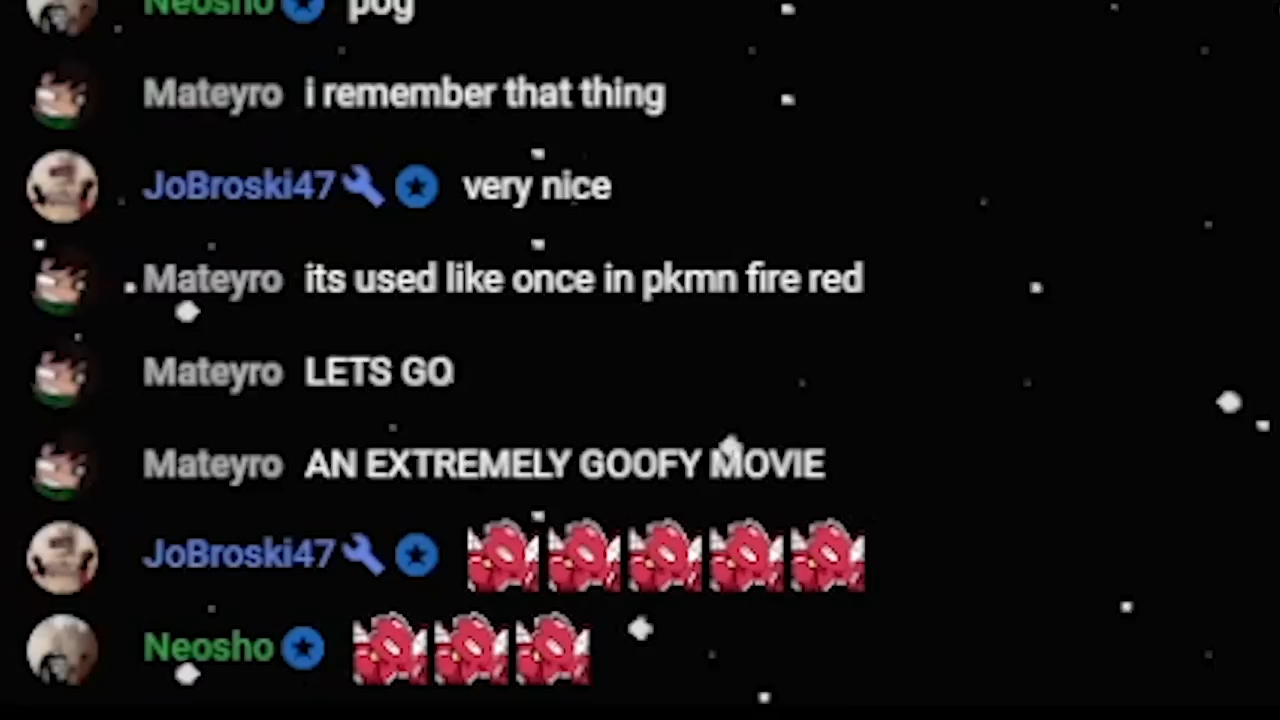 Neosho pog
Mateyro i remember that thing
JoBroski47 very nice
Mateyro its used like once in pkmn fire red
Mateyro LETS GO
Mateyro AN EXTREMELY GOOFY MOVIE
JoBroski47
Neosho